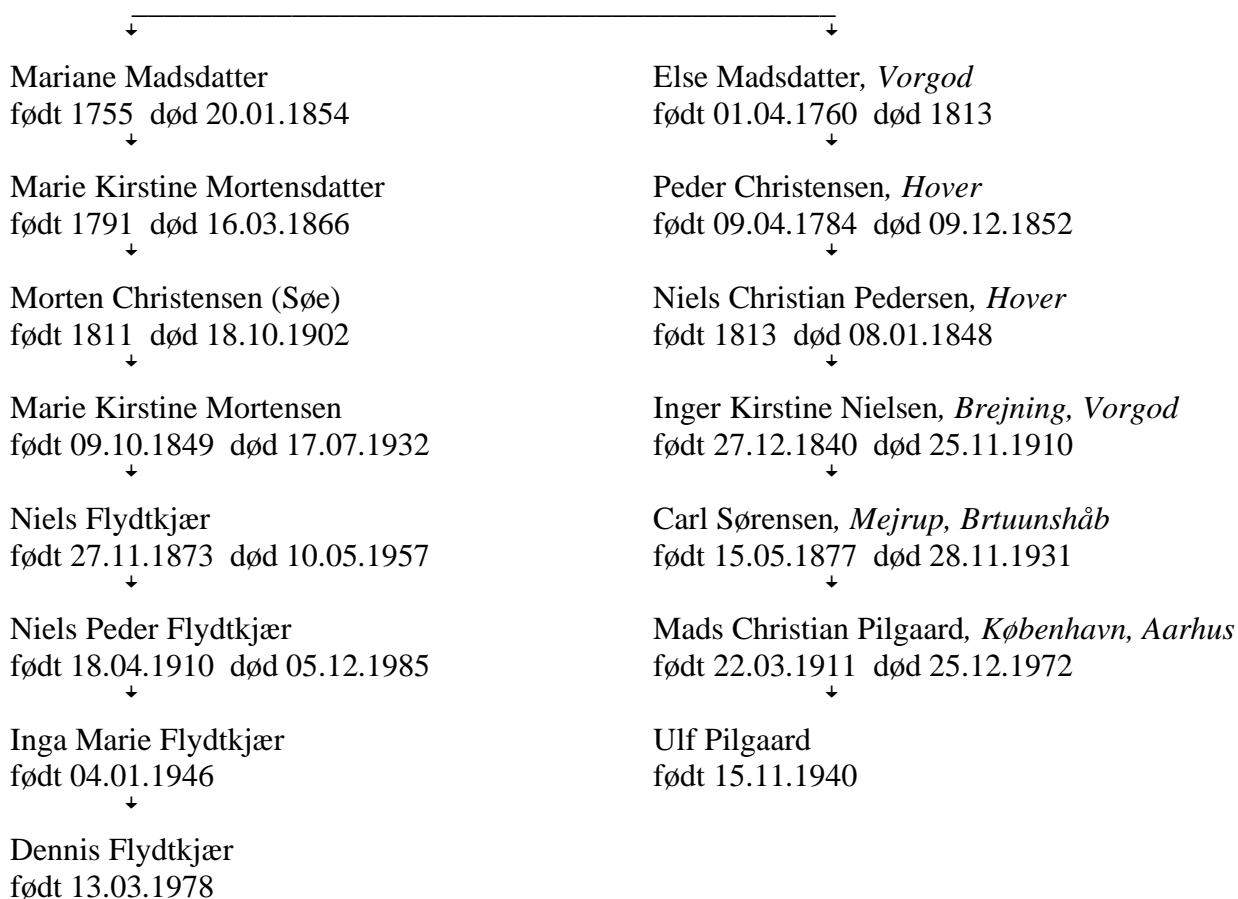 Mariane Madsdatter
født 1755 død 20.01.1854
Marie Kirstine Mortensdatter
født 1791 død 16.03.1866
Morten Christensen (Søe)
født 1811 død 18.10.1902
Marie Kirstine Mortensen
født 09.10.1849 død 17.07.1932
Niels Flydtkjær
født 27.11.1873 død 10.05.1957
Niels Peder Flydtkjær
født 18.04.1910 død 05.12.1985
Inga Marie Flydtkjær
født 04.01.1946
Dennis Flydtkjær
født 13.03.1978
Else Madsdatter, Vorgod
født 01.04.1760 død 1813
Peder Christensen, Hover
født 09.04.1784 død 09.12.1852
Niels Christian Pedersen, Hover
født 1813 død 08.01.1848
Inger Kirstine Nielsen, Brejning, Vorgod
født 27.12.1840 død 25.11.1910
Carl Sørensen, Mejrup, Brtuunshåb
født 15.05.1877 død 28.11.1931
Mads Christian Pilgaard, København, Aarhus
født 22.03.1911 død 25.12.1972
Ulf Pilgaard
født 15.11.1940